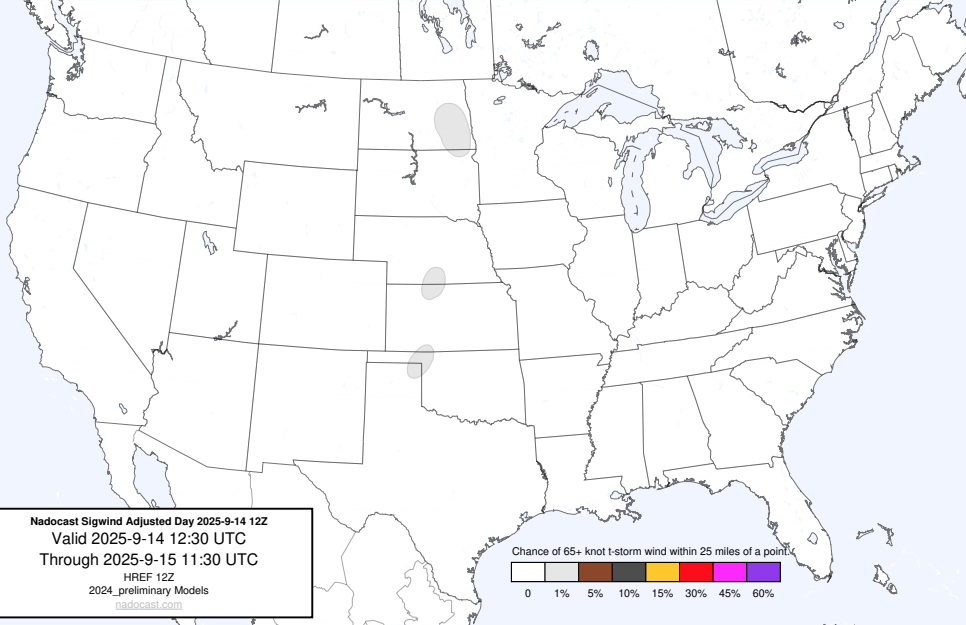 Nadocast Sigwind Adjusted Day 2025-9-14 12Z
Valid 2025-9-14 12:30 UTC
Through 2025-9-15 11:30 UTC
HREF 12Z
2024_preliminary Models
nadocast.com
Chance of 65+ knot t-storm wind within 25 miles of a point.
0 1% 5% 10% 15% 30% 45% 60%